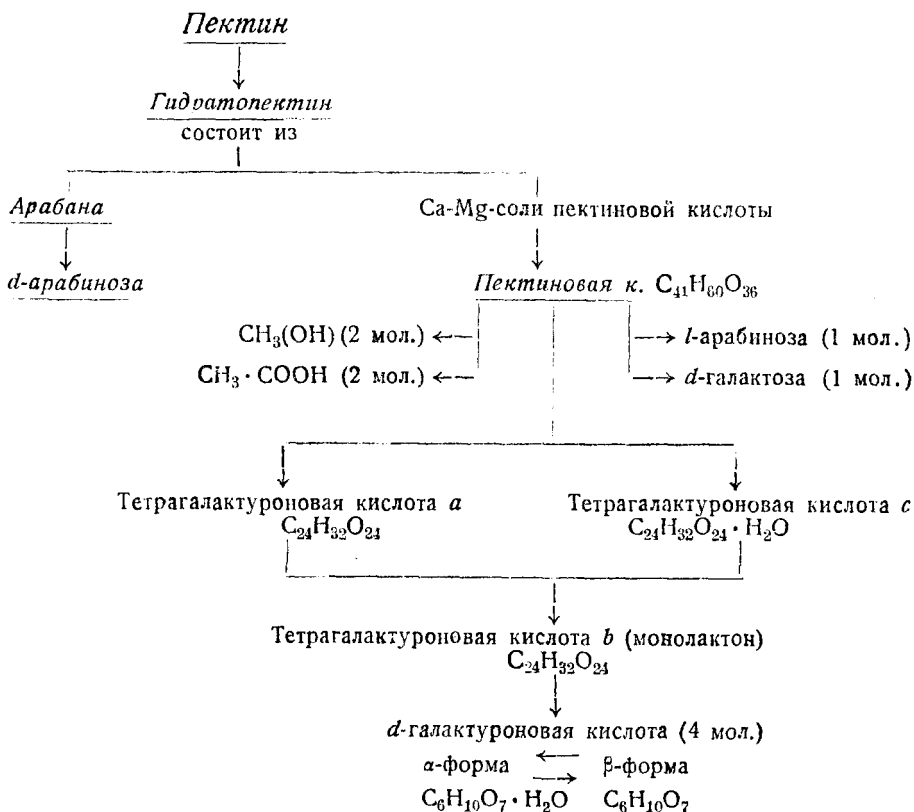 Пектин
Гидратопектин
состоит из
Арабана
Ca-Mg-соли пектиновой кислоты
d-арабиноза
Пектиновая к. C₄₁H₆₀O₃₆
CH₃(OH) (2 мол.)
l-арабиноза (1 мол.)
CH₃ · COOH (2 мол.)
d-галактоза (1 мол.)
Тетрагалактуроновая кислота a
Тетрагалактуроновая кислота c
C₂₄H₃₂O₂₄
C₂₄H₃₂O₂₄ · H₂O
Тетрагалактуроновая кислота b (монолактон)
C₂₄H₃₂O₂₄
d-галактуроновая кислота (4 мол.)
α-форма
β-форма
C₆H₁₀O₇ · H₂O
C₆H₁₀O₇